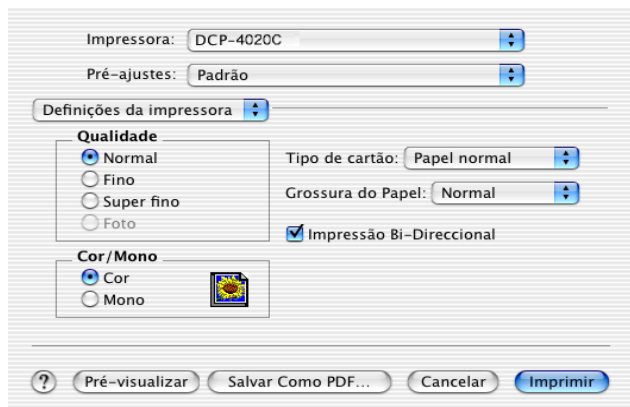 Impressora: DCP-4020C
Pré-ajustes: Padrão
Definições da impressora
Qualidade
Normal
Fino
Super fino
Foto
Tipo de cartão: Papel normal
Grossura do Papel: Normal
Impressão Bi-Direccional
Cor/Mono
Cor
Mono
? Pré-visualizar Salvar Como PDF... Cancelar Imprimir